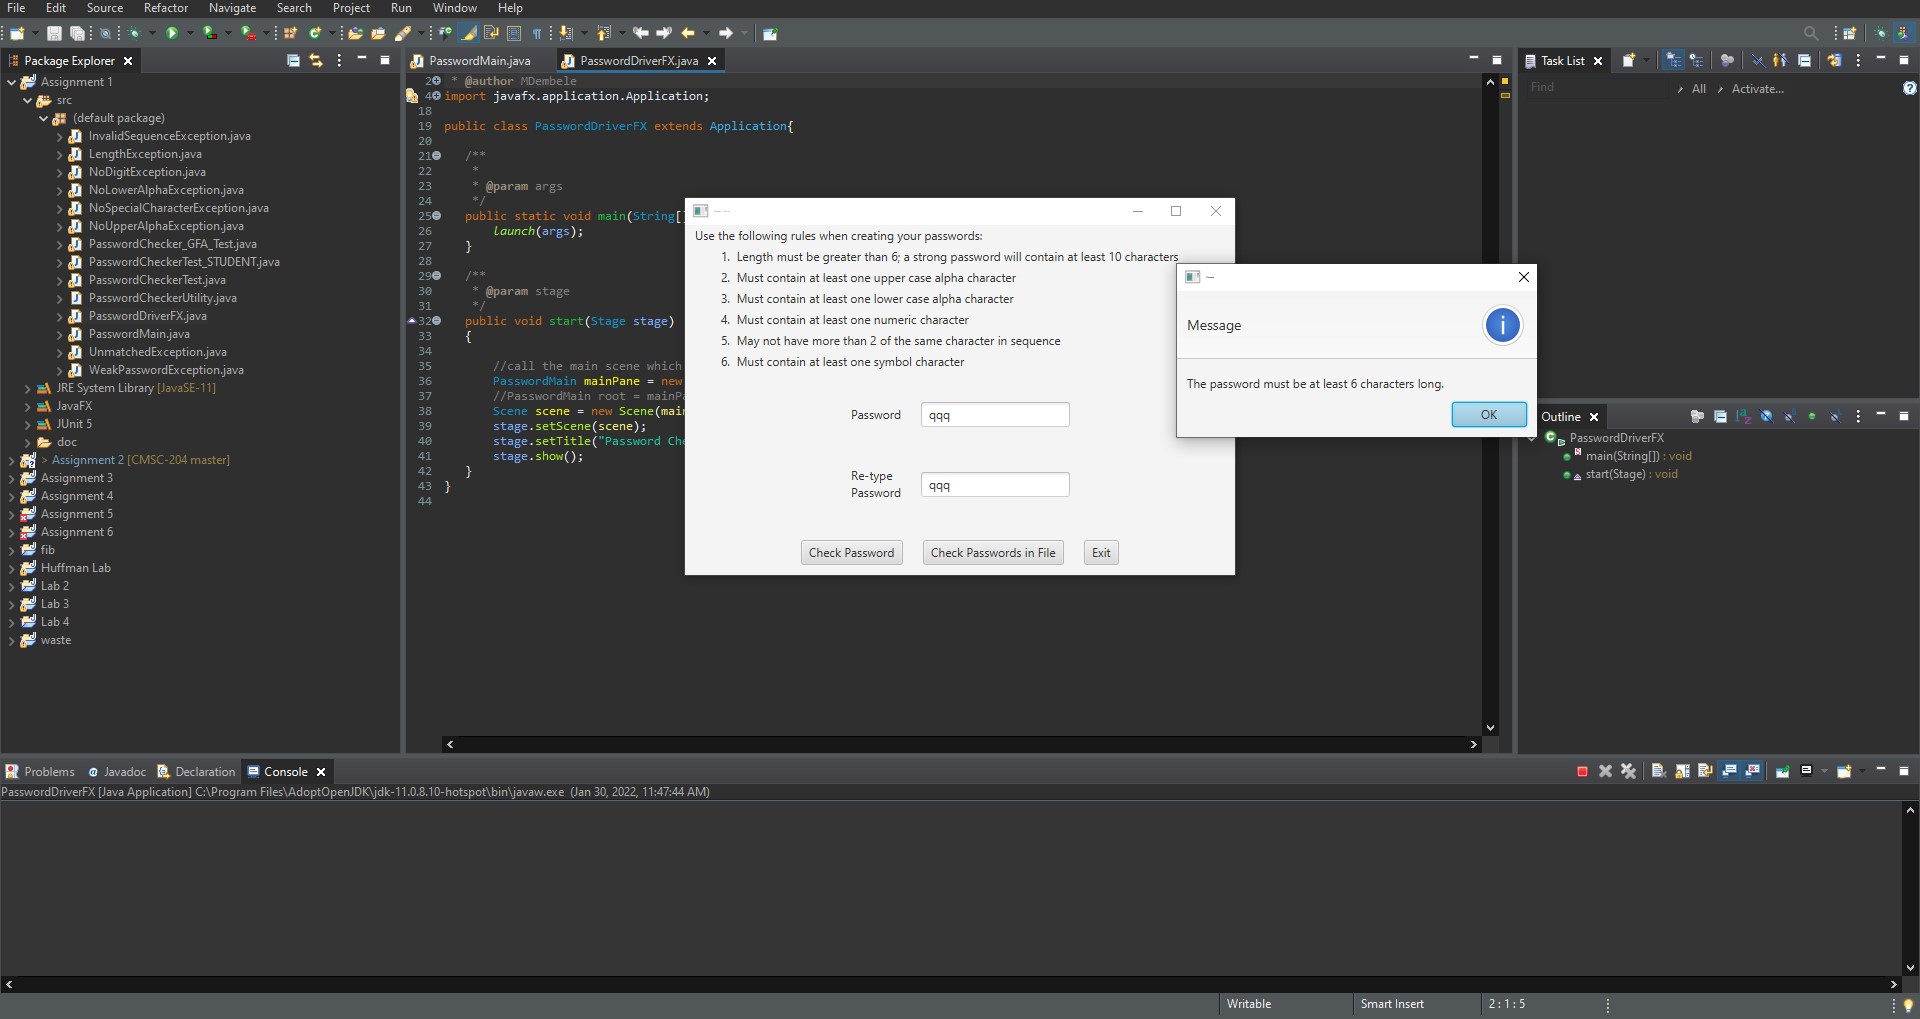 File Edit Source Refactor Navigate Search Project Run Window Help
Package Explorer
Assignment 1
src
(default package)
InvalidSequenceException.java
LengthException.java
NoDigitException.java
NoLowerAlphaException.java
NoSpecialCharacterException.java
NoUpperAlphaException.java
PasswordChecker_GFA_Test.java
PasswordCheckerTest_STUDENT.java
PasswordCheckerTest.java
PasswordCheckerUtility.java
PasswordDriverFX.java
PasswordMain.java
UnmatchedException.java
WeakPasswordException.java
JRE System Library [JavaSE-11]
JavaFX
JUnit 5
doc
> Assignment 2 [CMSC-204 master]
Assignment 3
Assignment 4
Assignment 5
Assignment 6
fib
Huffman Lab
Lab 2
Lab 3
Lab 4
waste
PasswordMain.java PasswordDriverFX.java
2 * @author MDembele
4 import javafx.application.Application;
18
19 public class PasswordDriverFX extends Application{
20
21 /**
22 *
23 * @param args
24 */
25 public static void main(String[
26 launch(args);
27 }
28
29 /**
30 * @param stage
31 */
32 public void start(Stage stage)
33 {
34
35 //call the main scene which
36 PasswordMain mainPane = new
37 //PasswordMain root = mainP
38 Scene scene = new Scene(mai
39 stage.setScene(scene);
40 stage.setTitle("Password Ch
41 stage.show();
42 }
43 }
44
Use the following rules when creating your passwords:
1. Length must be greater than 6; a strong password will contain at least 10 characters
2. Must contain at least one upper case alpha character
3. Must contain at least one lower case alpha character
4. Must contain at least one numeric character
5. May not have more than 2 of the same character in sequence
6. Must contain at least one symbol character
Password qqq
Re-type
Password qqq
Check Password Check Passwords in File Exit
Message
The password must be at least 6 characters long.
OK
Task List
Find All Activate...
Outline
PasswordDriverFX
main(String[]) : void
start(Stage) : void
Problems Javadoc Declaration Console
PasswordDriverFX [Java Application] C:\Program Files\AdoptOpenJDK\jdk-11.0.8.10-hotspot\bin\javaw.exe (Jan 30, 2022, 11:47:44 AM)
Writable Smart Insert 2 : 1 : 5